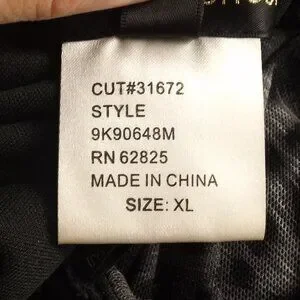 CUT#31672
STYLE
9K90648M
RN 62825
MADE IN CHINA
SIZE: XL